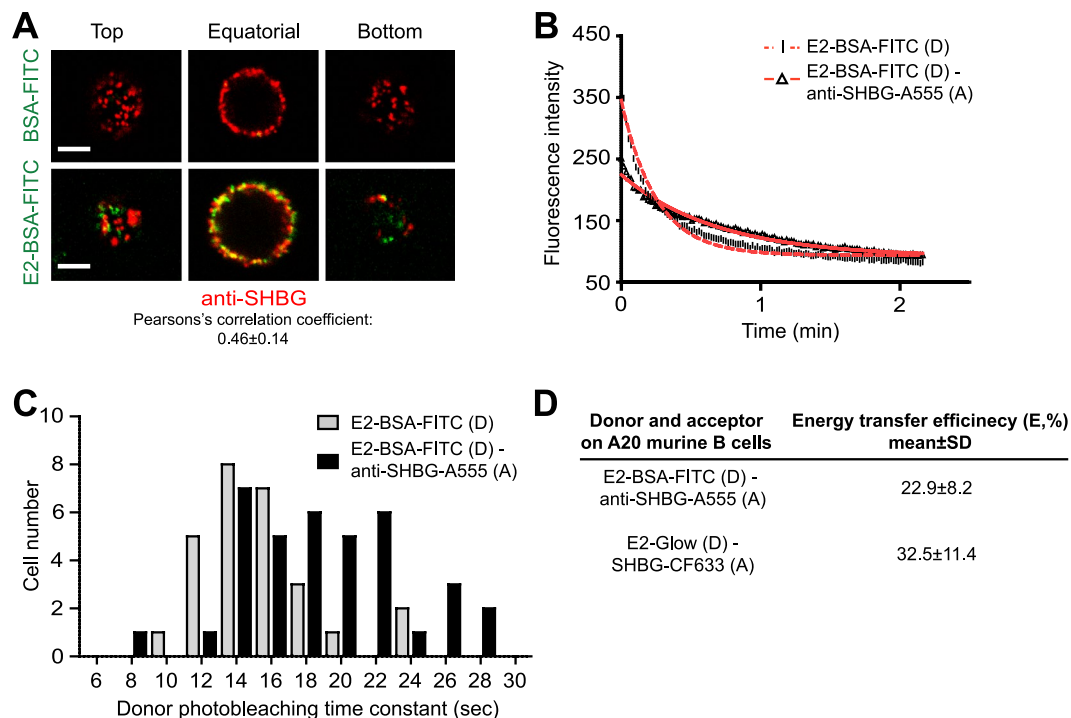 A
Top Equatorial Bottom
BSA-FITC
E2-BSA-FITC
anti-SHBG
Pearsons's correlation coefficient:
0.46±0.14
B
E2-BSA-FITC (D)
E2-BSA-FITC (D) -
anti-SHBG-A555 (A)
Fluorescence intensity
450
350
250
150
50
0 1 2
Time (min)
C
E2-BSA-FITC (D)
E2-BSA-FITC (D) -
anti-SHBG-A555 (A)
Cell number
10
8
6
4
2
0
6 8 10 12 14 16 18 20 22 24 26 28 30
Donor photobleaching time constant (sec)
D
Donor and acceptor Energy transfer efficinecy (E,%)
on A20 murine B cells mean±SD
E2-BSA-FITC (D) -
anti-SHBG-A555 (A) 22.9±8.2
E2-Glow (D) -
SHBG-CF633 (A) 32.5±11.4